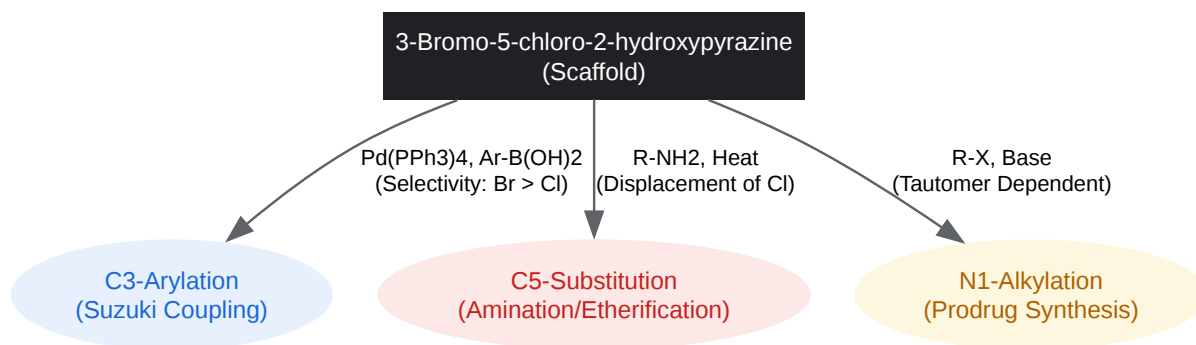 3-Bromo-5-chloro-2-hydroxypyrazine
(Scaffold)
Pd(PPh3)4, Ar-B(OH)2
(Selectivity: Br > Cl)
R-NH2, Heat
(Displacement of Cl)
R-X, Base
(Tautomer Dependent)
C3-Arylation
(Suzuki Coupling)
C5-Substitution
(Amination/Etherification)
N1-Alkylation
(Prodrug Synthesis)